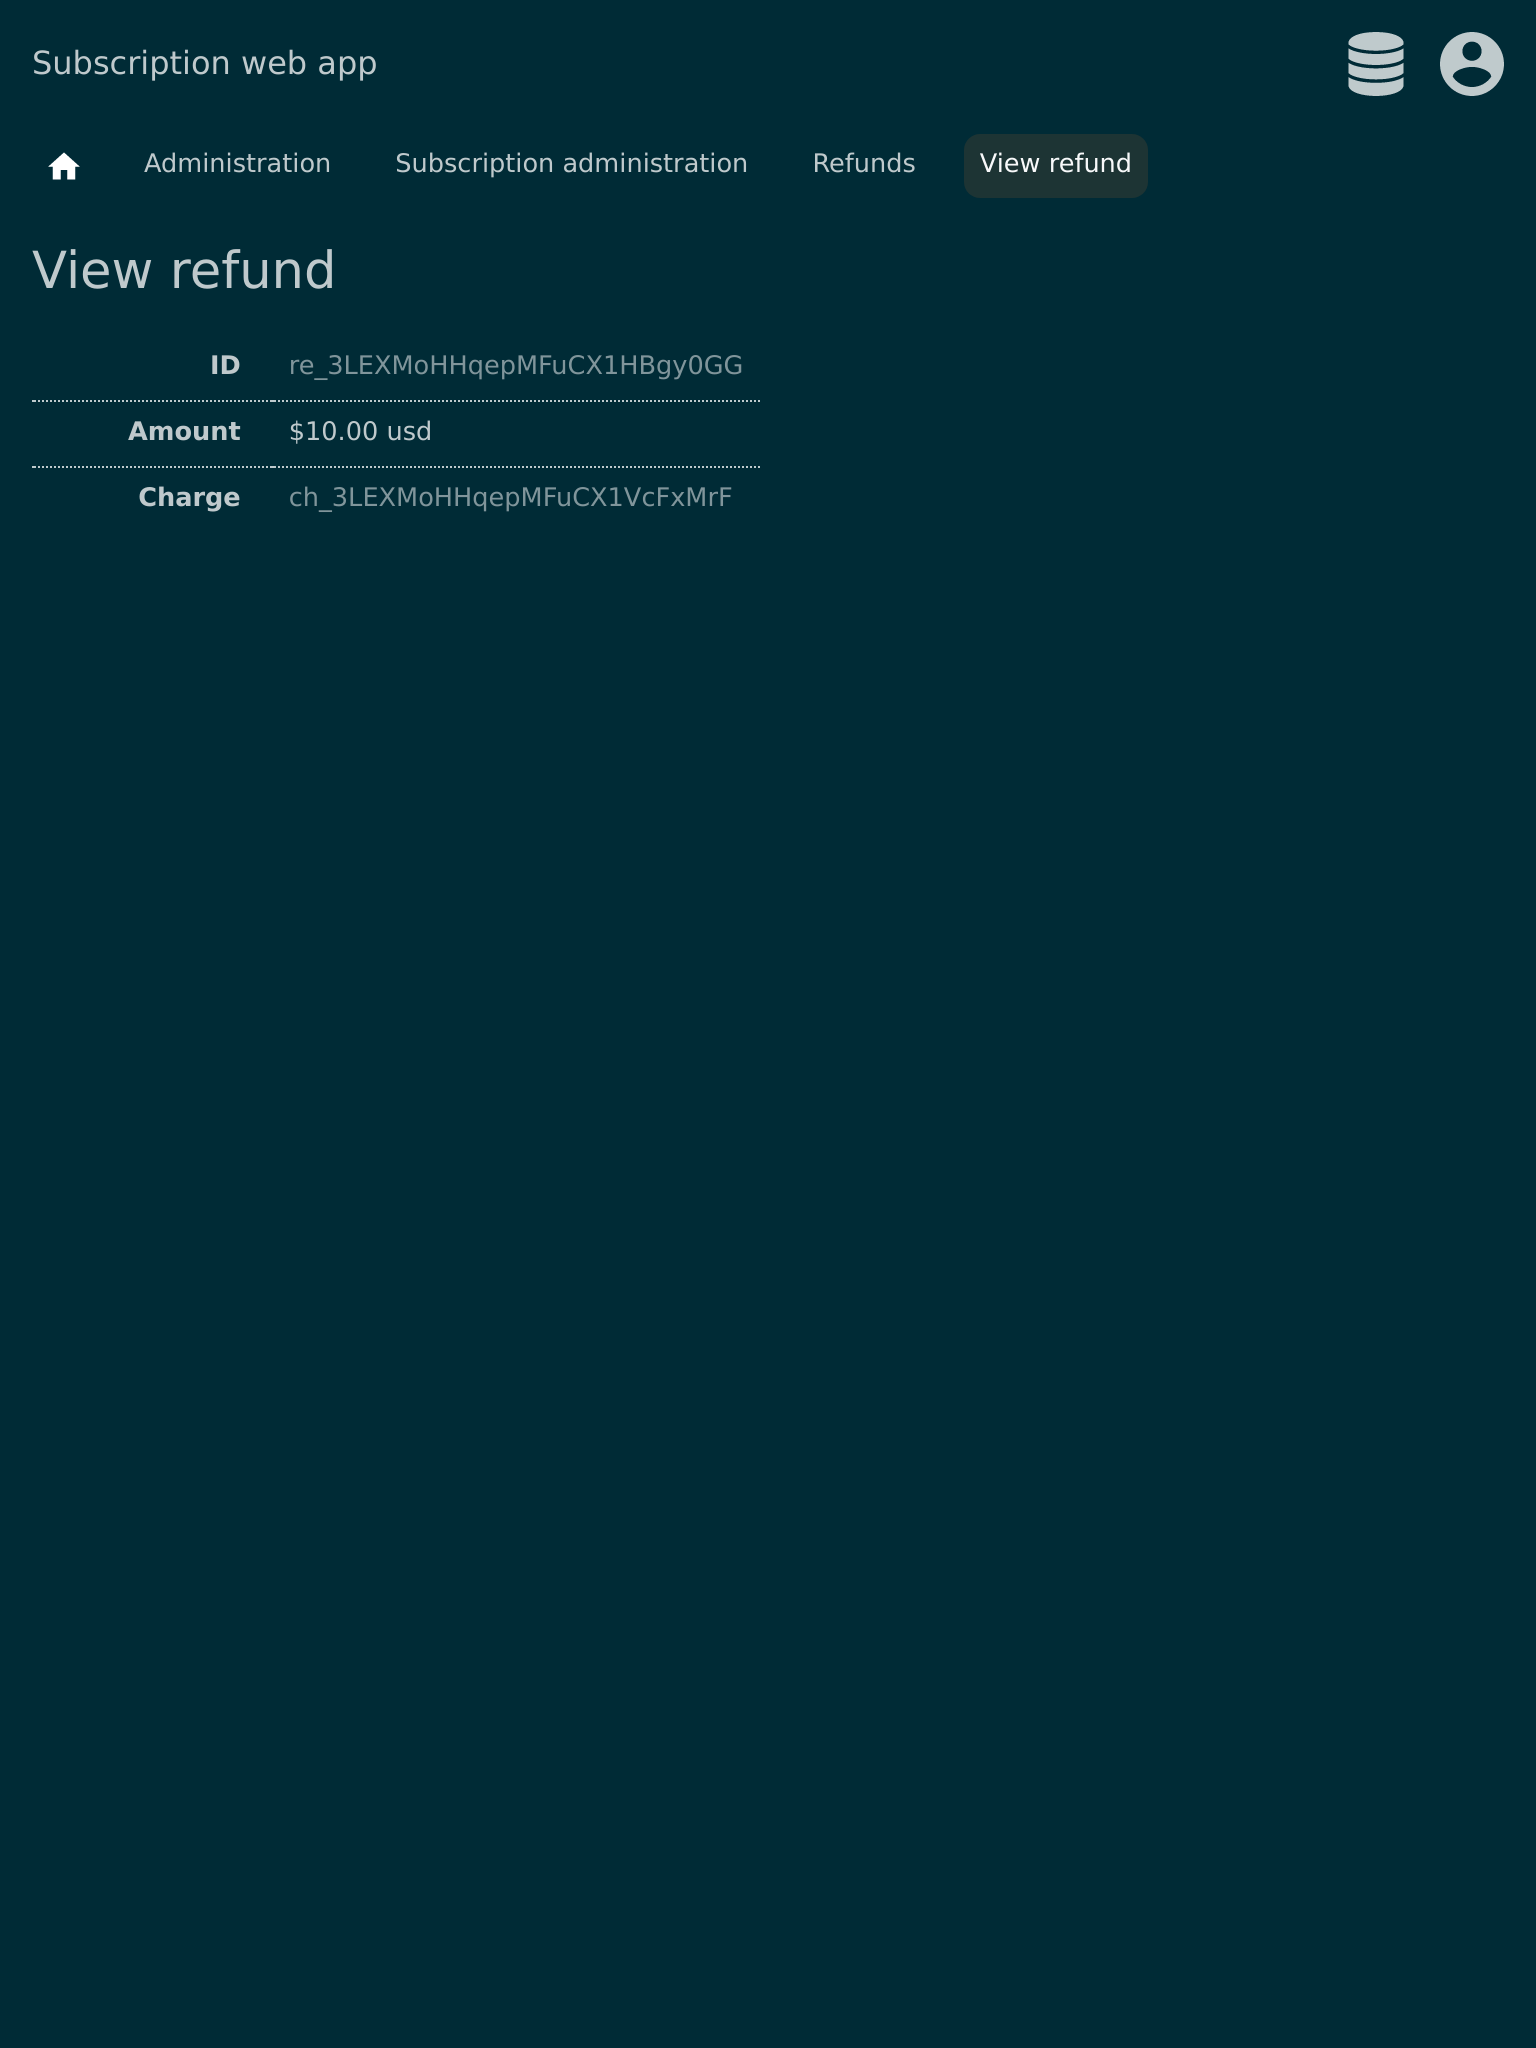 Subscription web app
Administration Subscription administration Refunds View refund
View refund
ID re_3LEXMoHHqepMFuCX1HBgy0GG
Amount $10.00 usd
Charge ch_3LEXMoHHqepMFuCX1VcFxMrF